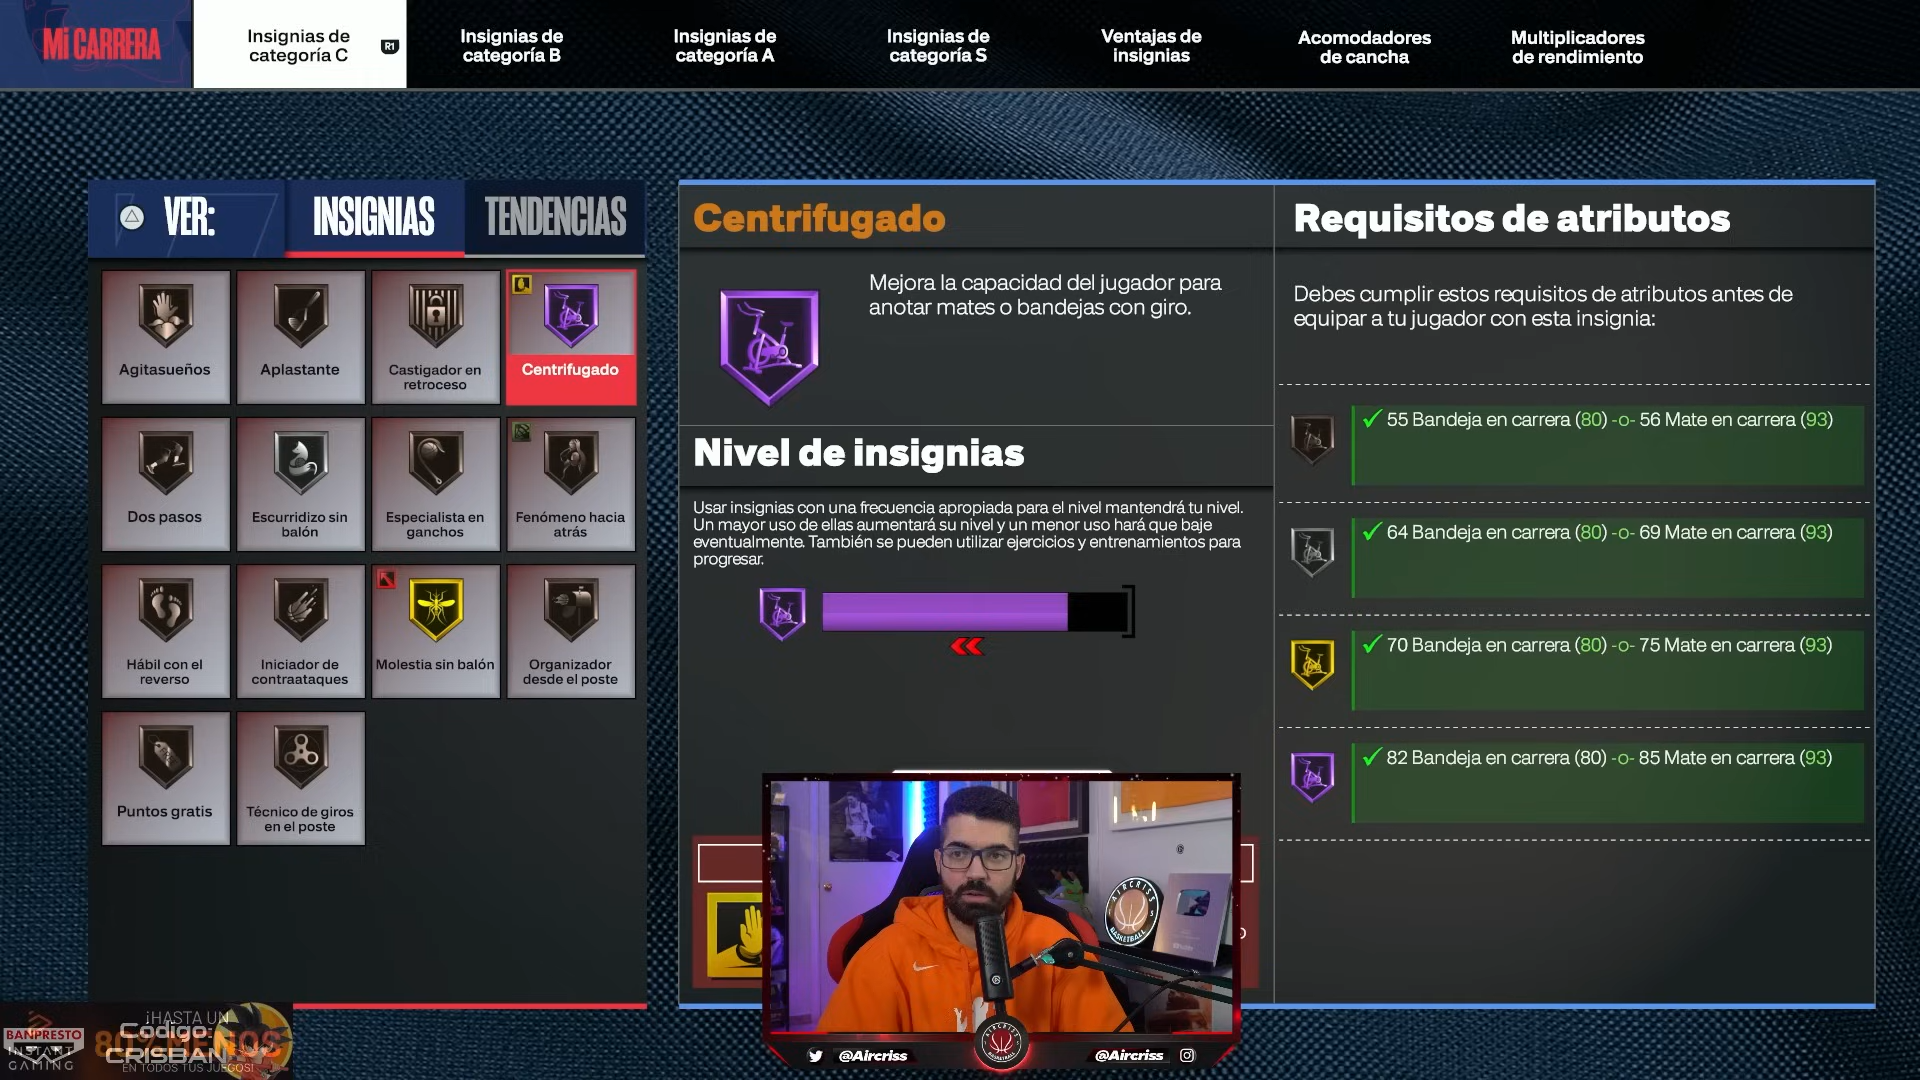 Mi CARRERA
Insignias de
categoría C
R1
Insignias de
categoría B
Insignias de
categoría A
Insignias de
categoría S
Ventajas de
insignias
Acomodadores
de cancha
Multiplicadores
de rendimiento
VER:
INSIGNIAS
TENDENCIAS
Agitasueños
Aplastante
Castigador en
retroceso
Centrifugado
Dos pasos
Escurridizo sin
balón
Especialista en
ganchos
Fenómeno hacia
atrás
Hábil con el
reverso
Iniciador de
contraataques
Molestia sin balón
Organizador
desde el poste
Puntos gratis
Técnico de giros
en el poste
Centrifugado
Mejora la capacidad del jugador para
anotar mates o bandejas con giro.
Nivel de insignias
Usar insignias con una frecuencia apropiada para el nivel mantendrá tu nivel.
Un mayor uso de ellas aumentará su nivel y un menor uso hará que baje
eventualmente. También se pueden utilizar ejercicios y entrenamientos para
progresar.
Requisitos de atributos
Debes cumplir estos requisitos de atributos antes de
equipar a tu jugador con esta insignia:
55 Bandeja en carrera (80) -o- 56 Mate en carrera (93)
64 Bandeja en carrera (80) -o- 69 Mate en carrera (93)
70 Bandeja en carrera (80) -o- 75 Mate en carrera (93)
82 Bandeja en carrera (80) -o- 85 Mate en carrera (93)
AIRCRISS
BASKETBALL
@Aircriss
AIRCRISS
BASKETBALL
@Aircriss
BANPRESTO
INSTANT
GAMING
¡HASTA UN
Codigo:
CRISBAN
EN TODOS TUS JUEGOS!